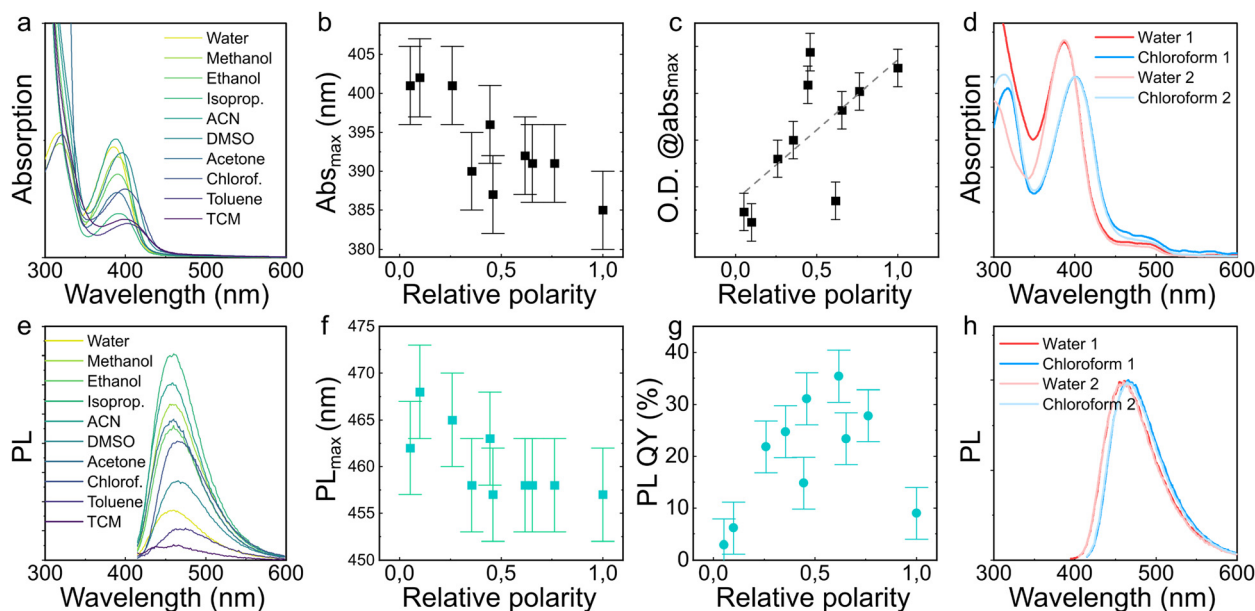 a
Absorption
Water
Methanol
Ethanol
Isoprop.
ACN
DMSO
Acetone
Chlorof.
Toluene
TCM
300 400 500 600
Wavelength (nm)
b
Abs_max (nm)
405
400
395
390
385
380
0,0 0,5 1,0
Relative polarity
c
O.D. @abs_max
0,0 0,5 1,0
Relative polarity
d
Absorption
Water 1
Chloroform 1
Water 2
Chloroform 2
300 400 500 600
Wavelength (nm)
e
PL
Water
Methanol
Ethanol
Isoprop.
ACN
DMSO
Acetone
Chlorof.
Toluene
TCM
300 400 500 600
Wavelength (nm)
f
PL_max (nm)
475
470
465
460
455
450
0,0 0,5 1,0
Relative polarity
g
PL QY (%)
40
30
20
10
0
0,0 0,5 1,0
Relative polarity
h
PL
Water 1
Chloroform 1
Water 2
Chloroform 2
300 400 500 600
Wavelength (nm)